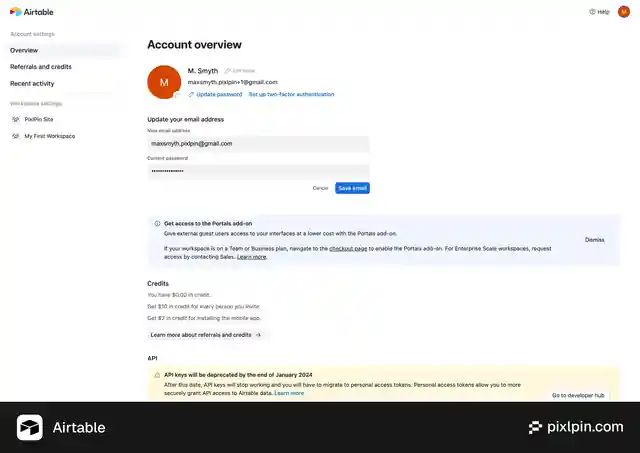 Airtable
Help
M
Account settings
Overview
Referrals and credits
Recent activity
Workspace settings
PixlPin Site
My First Workspace
Account overview
M
M. Smyth
Edit name
maxsmyth.pixlpin+1@gmail.com
Update password
Set up two-factor authentication
Update your email address
New email address
maxsmyth.pixlpin@gmail.com
Current password
••••••••••••••
Cancel
Save email
Get access to the Portals add-on
Give external guest users access to your interfaces at a lower cost with the Portals add-on.
If your workspace is on a Team or Business plan, navigate to the checkout page to enable the Portals add-on. For Enterprise Scale workspaces, request
access by contacting Sales. Learn more.
Dismiss
Credits
You have $0.00 in credit.
Get $10 in credit for every person you invite.
Get $2 in credit for installing the mobile app.
Learn more about referrals and credits →
API
API keys will be deprecated by the end of January 2024
After this date, API keys will stop working and you will have to migrate to personal access tokens. Personal access tokens allow you to more
securely grant API access to Airtable data. Learn more
Go to developer hub
Airtable
pixlpin.com